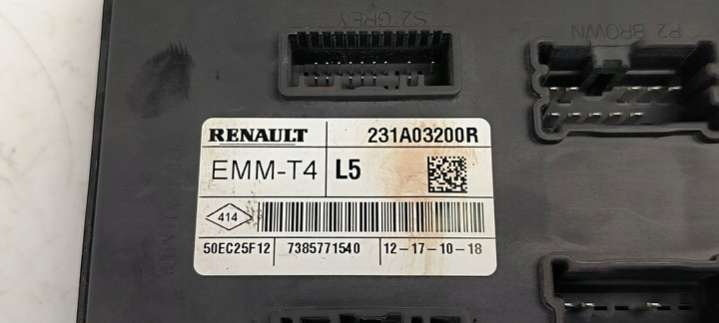 S2 GREY
P2 BROWN
RENAULT 231A03200R
EMM-T4 L5
414
50EC25F12 7385771540 12-17-10-18